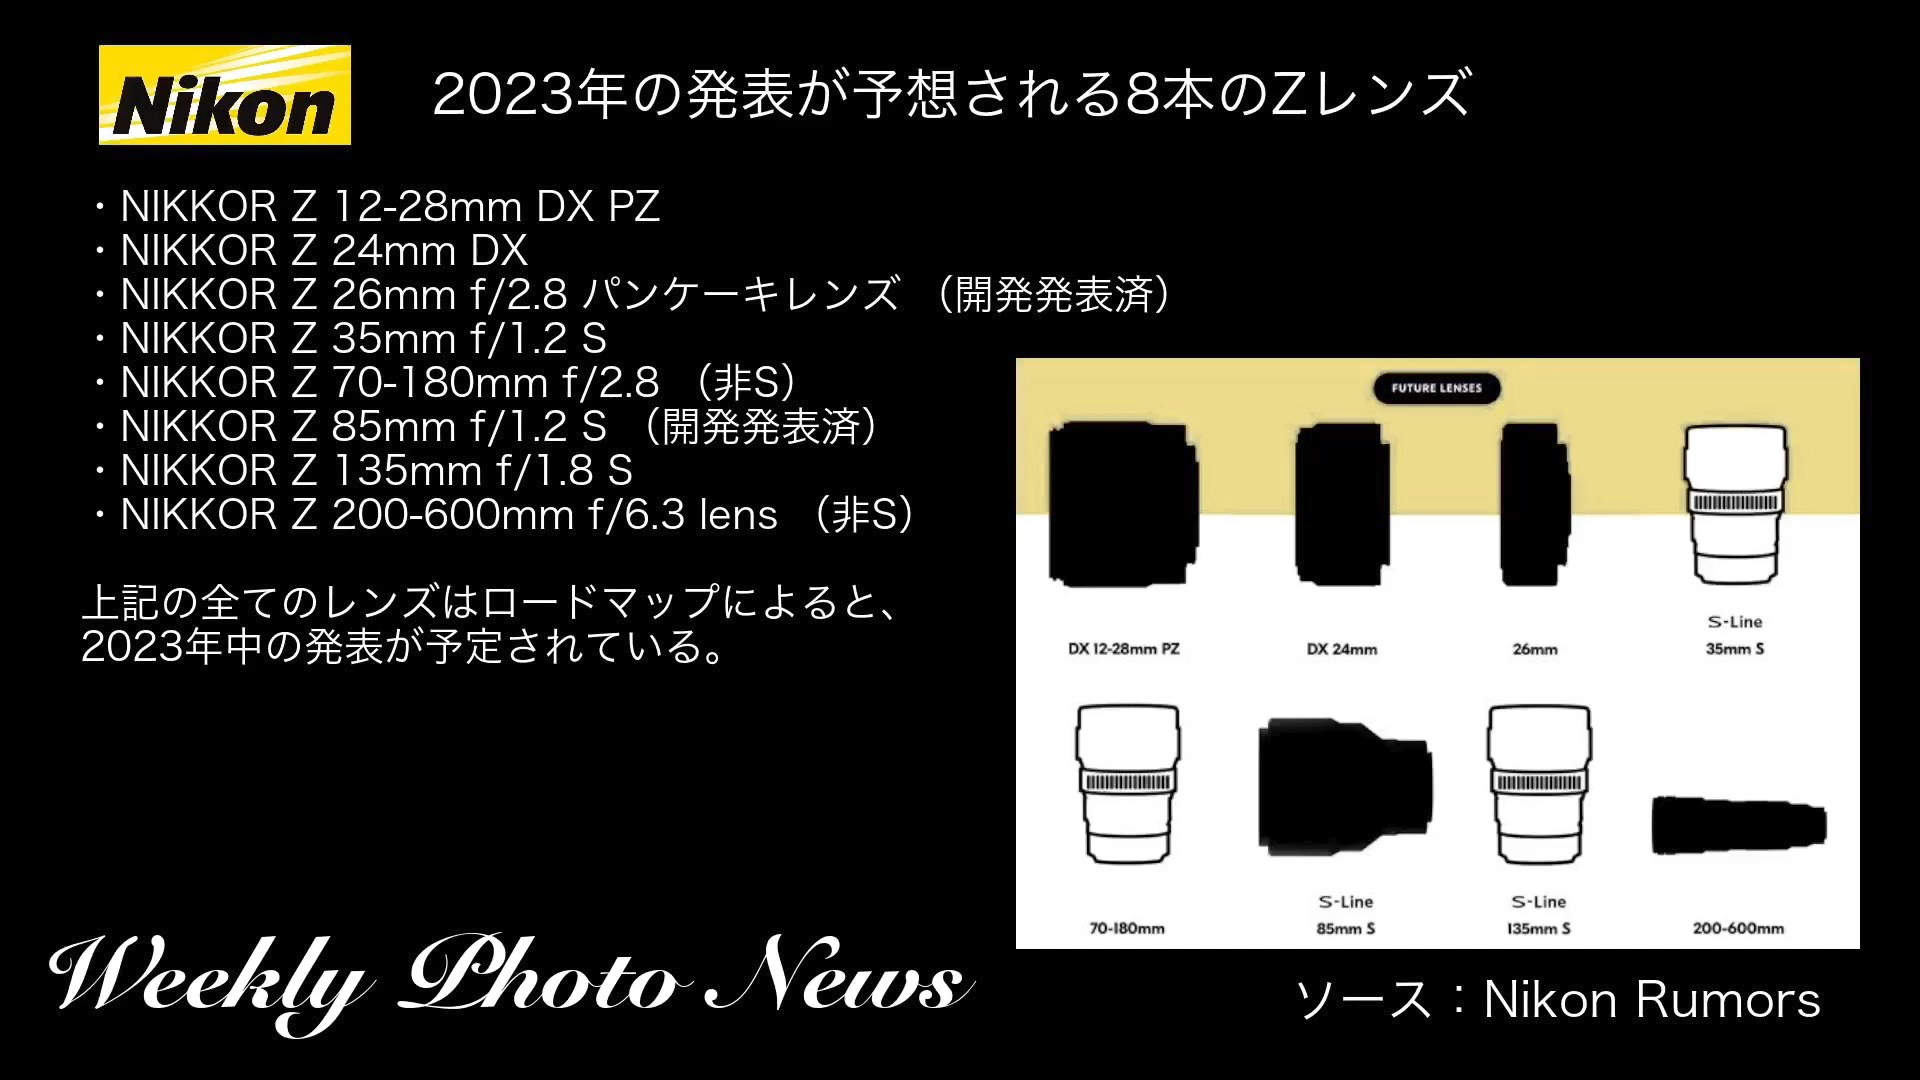 Nikon
2023年の発表が予想される8本のZレンズ
・NIKKOR Z 12-28mm DX PZ
・NIKKOR Z 24mm DX
・NIKKOR Z 26mm f/2.8 パンケーキレンズ （開発発表済）
・NIKKOR Z 35mm f/1.2 S
・NIKKOR Z 70-180mm f/2.8 （非S）
・NIKKOR Z 85mm f/1.2 S （開発発表済）
・NIKKOR Z 135mm f/1.8 S
・NIKKOR Z 200-600mm f/6.3 lens （非S）
上記の全てのレンズはロードマップによると、
2023年中の発表が予定されている。
FUTURE LENSES
DX 12-28mm PZ
DX 24mm
26mm
S-Line
35mm S
70-180mm
S-Line
85mm S
S-Line
135mm S
200-600mm
Weekly Photo News
ソース：Nikon Rumors